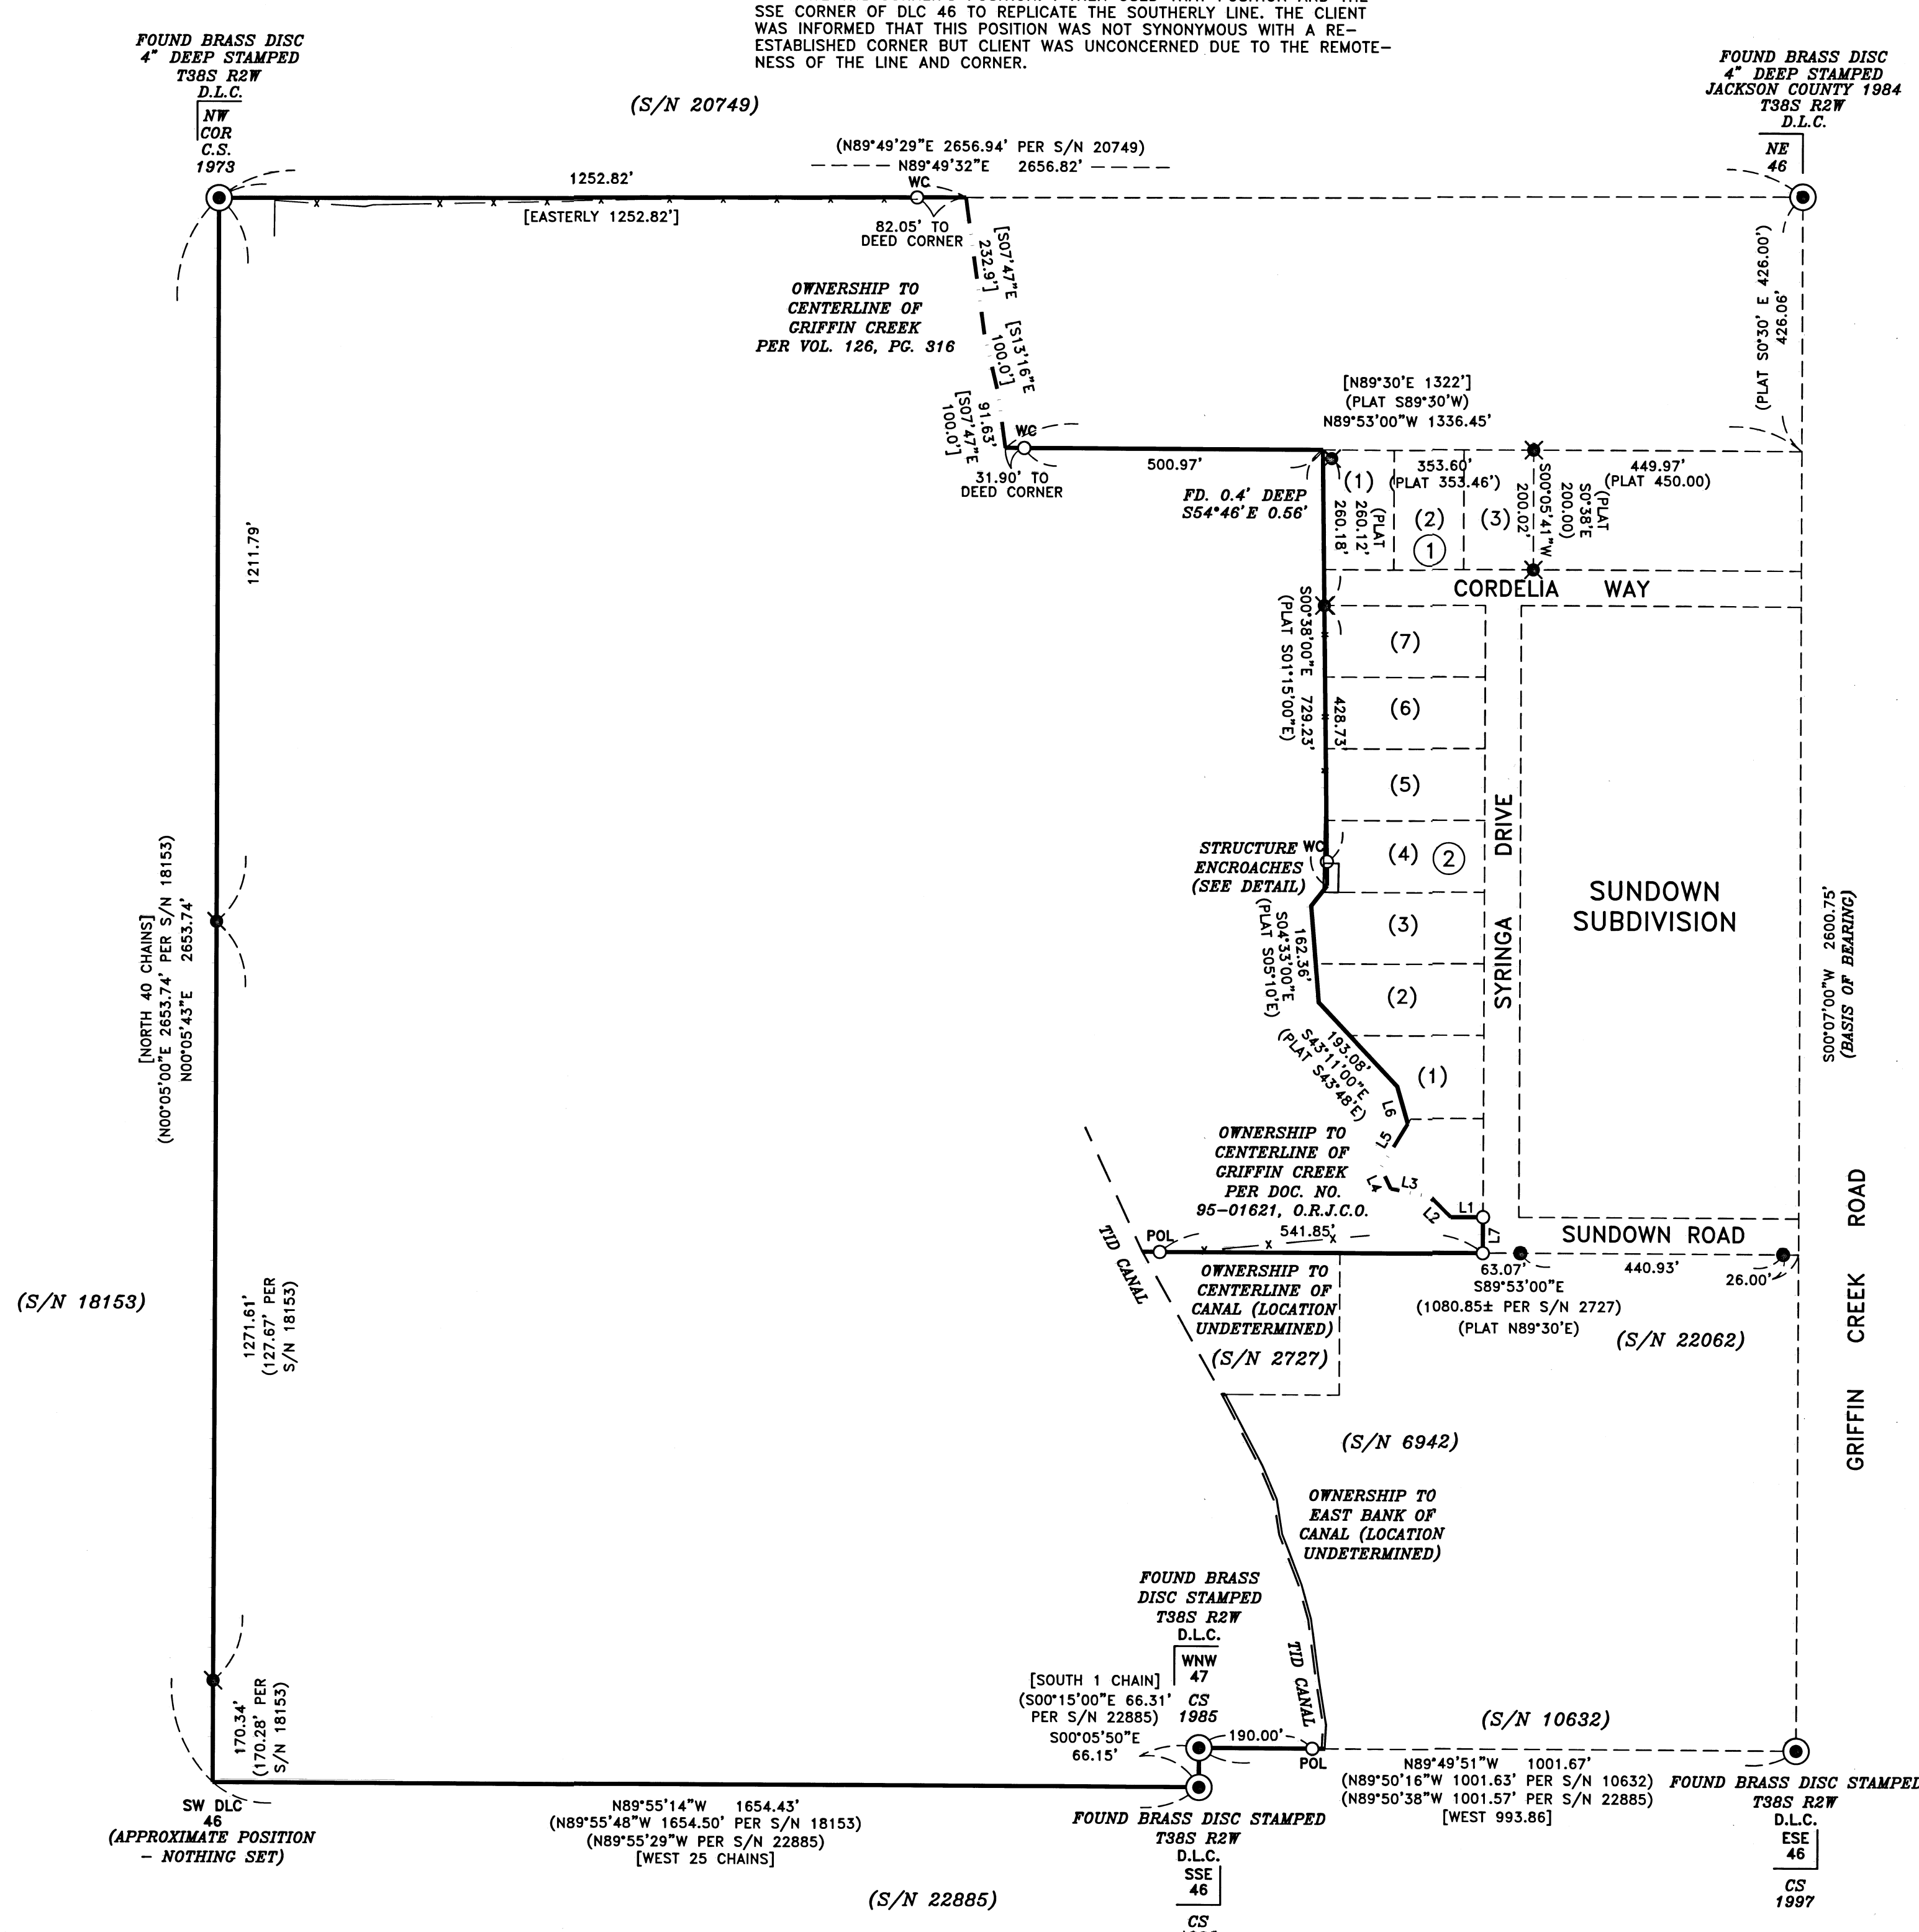 SSE CORNER OF DLC 46 TO REPLICATE THE SOUTHERLY LINE. THE CLIENT
WAS INFORMED THAT THIS POSITION WAS NOT SYNONYMOUS WITH A RE-
ESTABLISHED CORNER BUT CLIENT WAS UNCONCERNED DUE TO THE REMOTE-
NESS OF THE LINE AND CORNER.
FOUND BRASS DISC
4" DEEP STAMPED
T38S R2W
D.L.C.
NW
COR
C.S.
1973
(S/N 20749)
FOUND BRASS DISC
4" DEEP STAMPED
JACKSON COUNTY 1984
T38S R2W
D.L.C.
NE
46
(N89°49'29"E 2656.94' PER S/N 20749)
N89°49'32"E 2656.82'
1252.82'
WC
[EASTERLY 1252.82']
82.05' TO
DEED CORNER
[S07°47"E
232.9']
OWNERSHIP TO
CENTERLINE OF
GRIFFIN CREEK
PER VOL. 126, PG. 316
[S13°16"E
100.0']
91.63'
[S07°47"E
100.0']
WC
31.90' TO
DEED CORNER
500.97'
(PLAT S0°30' E 426.00')
426.06'
[N89°30'E 1322']
(PLAT S89°30'W)
N89°53'00"W 1336.45'
FD. 0.4' DEEP
S54°46'E 0.56'
(1)
353.60'
(PLAT 353.46')
449.97'
(PLAT 450.00)
(PLAT
260.12'
260.18'
(2)
1
(3)
S00°05'41"W
200.02'
(PLAT
S0°38'E
200.00)
CORDELIA WAY
S00°38'00"E 729.23'
(PLAT S01°15'00"E)
428.73'
(7)
(6)
(5)
(4)
2
(3)
(2)
(1)
SYRINGA DRIVE
SUNDOWN
SUBDIVISION
STRUCTURE
ENCROACHES
(SEE DETAIL)
WC
162.36'
S04°33'00"E
(PLAT S05°10'E)
193.08'
S43°11'00"E
(PLAT S43°48'E)
L6
L5
L4
L3
L2
L1
L7
1211.79'
[NORTH 40 CHAINS]
(N00°05'00"E 2653.74' PER S/N 18153)
N00°05'43"E 2653.74'
S00°07'00"W 2600.75'
(BASIS OF BEARING)
GRIFFIN CREEK ROAD
OWNERSHIP TO
CENTERLINE OF
GRIFFIN CREEK
PER DOC. NO.
95-01621, O.R.J.C.O.
541.85'
POL
TID CANAL
SUNDOWN ROAD
63.07'
440.93'
26.00'
S89°53'00"E
(1080.85± PER S/N 2727)
(PLAT N89°30'E)
OWNERSHIP TO
CENTERLINE OF
CANAL (LOCATION
UNDETERMINED)
(S/N 2727)
(S/N 22062)
(S/N 18153)
1271.61'
(127.67' PER
S/N 18153)
(S/N 6942)
OWNERSHIP TO
EAST BANK OF
CANAL (LOCATION
UNDETERMINED)
FOUND BRASS
DISC STAMPED
T38S R2W
D.L.C.
WNW
47
CS
1985
[SOUTH 1 CHAIN]
(S00°15'00"E 66.31'
PER S/N 22885)
S00°05'50"E
66.15'
190.00'
POL
TID CANAL
(S/N 10632)
170.34'
(170.28' PER
S/N 18153)
SW DLC
46
(APPROXIMATE POSITION
- NOTHING SET)
N89°55'14"W 1654.43'
(N89°55'48"W 1654.50' PER S/N 18153)
(N89°55'29"W PER S/N 22885)
[WEST 25 CHAINS]
N89°49'51"W 1001.67'
(N89°50'16"W 1001.63' PER S/N 10632)
(N89°50'38"W 1001.57' PER S/N 22885)
[WEST 993.86]
FOUND BRASS DISC STAMPED
T38S R2W
D.L.C.
SSE
46
CS
FOUND BRASS DISC STAMPED
T38S R2W
D.L.C.
ESE
46
CS
1997
(S/N 22885)